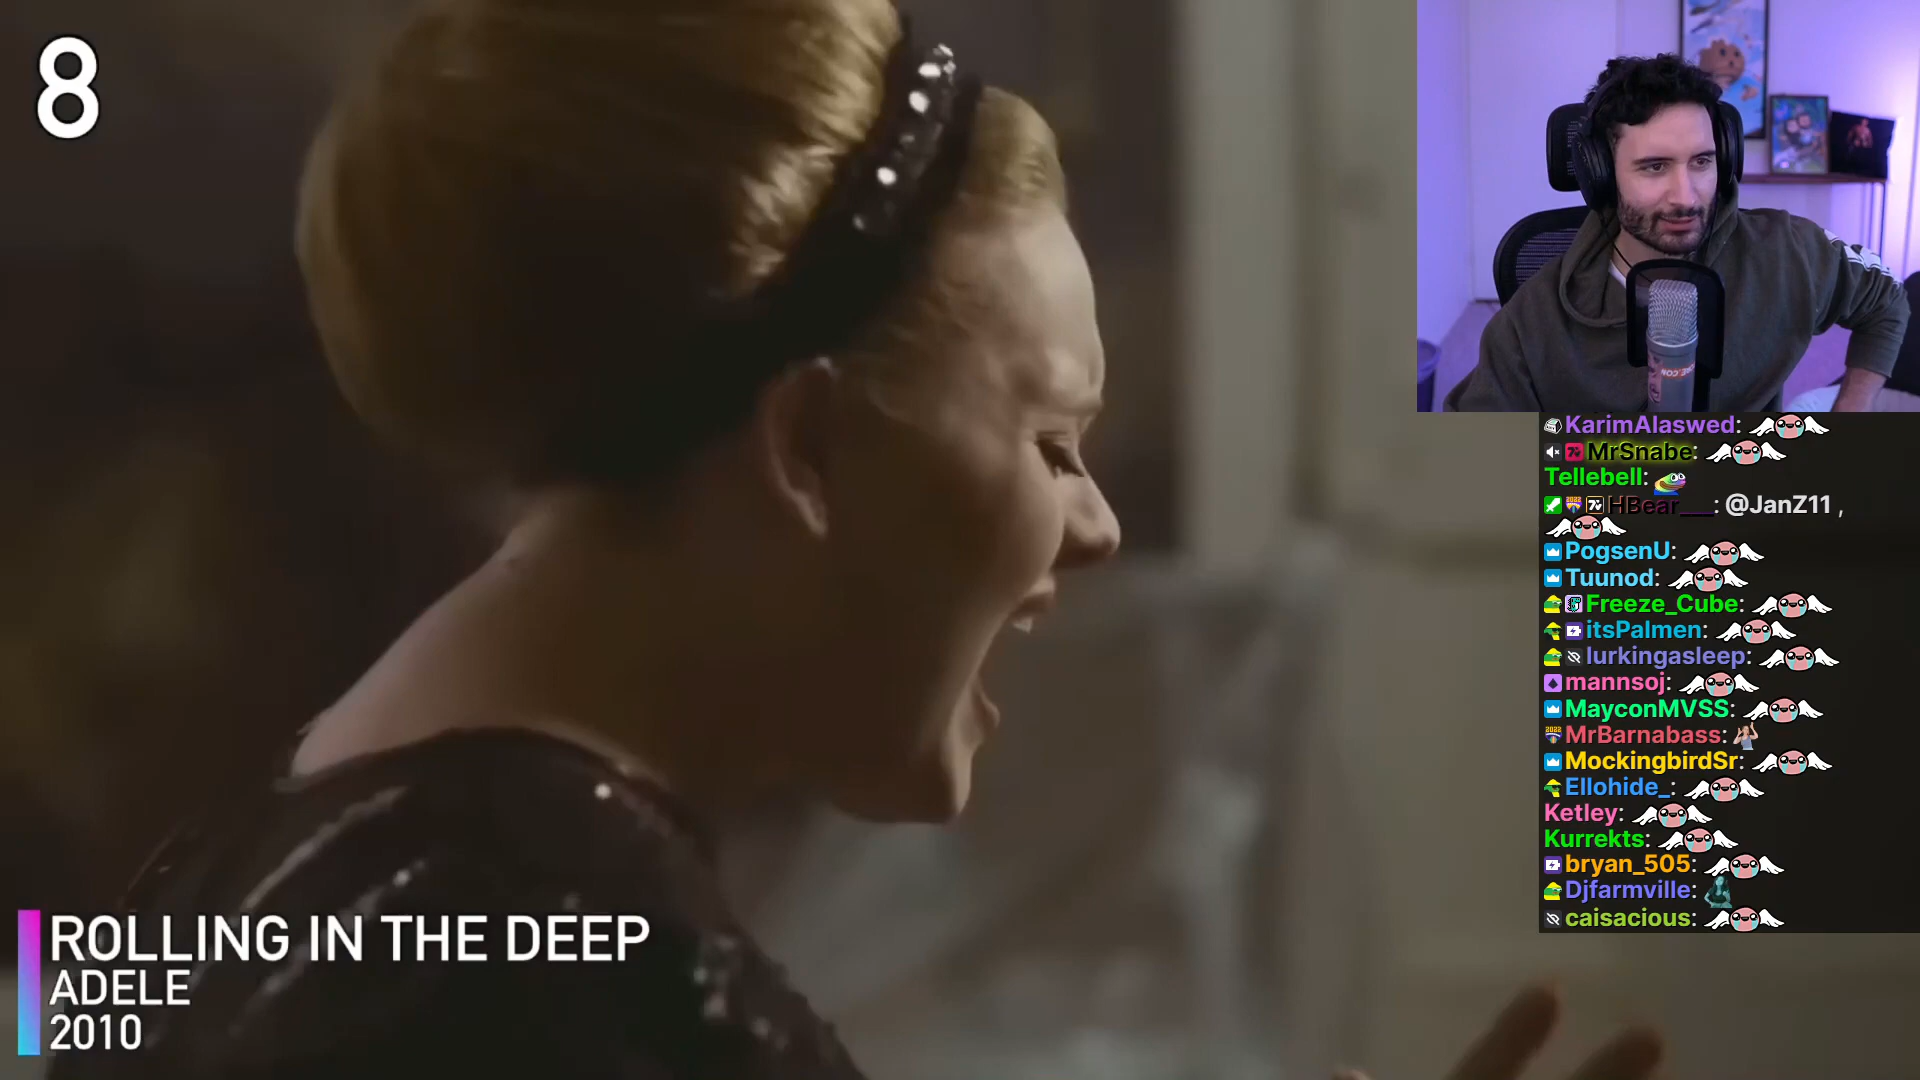 8
KarimAlaswed:
MrSnabe:
Tellebell:
HBear___: @JanZ11 ,
PogsenU:
Tuunod:
Freeze_Cube:
itsPalmen:
lurkingasleep:
mannsoj:
MayconMVSS:
MrBarnabass:
MockingbirdSr:
Ellohide_:
Ketley:
Kurrekts:
bryan_505:
Djfarmville:
caisacious:
ROLLING IN THE DEEP
ADELE
2010